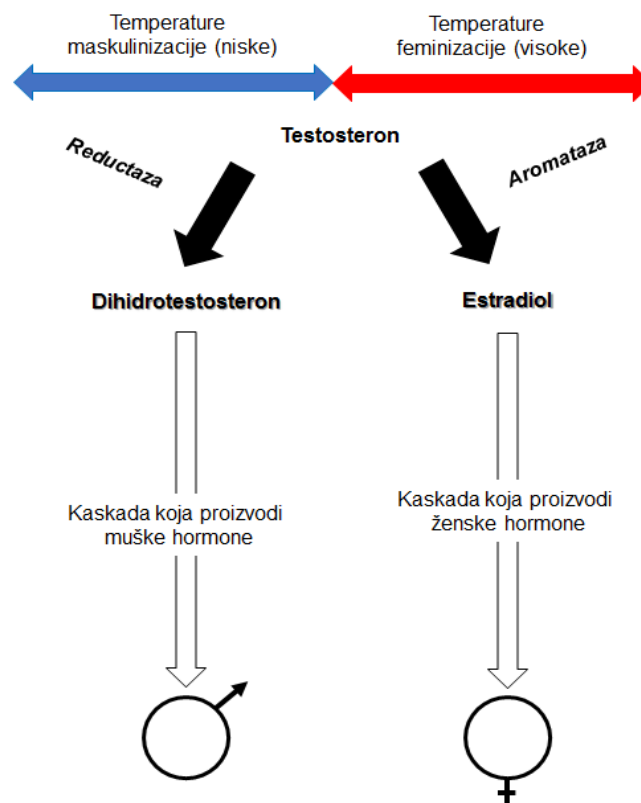 Temperature
maskulinizacije (niske)
Temperature
feminizacije (visoke)
Testosteron
Reductaza
Aromataza
Dihidrotestosteron
Estradiol
Kaskada koja proizvodi
muške hormone
Kaskada koja proizvodi
ženske hormone